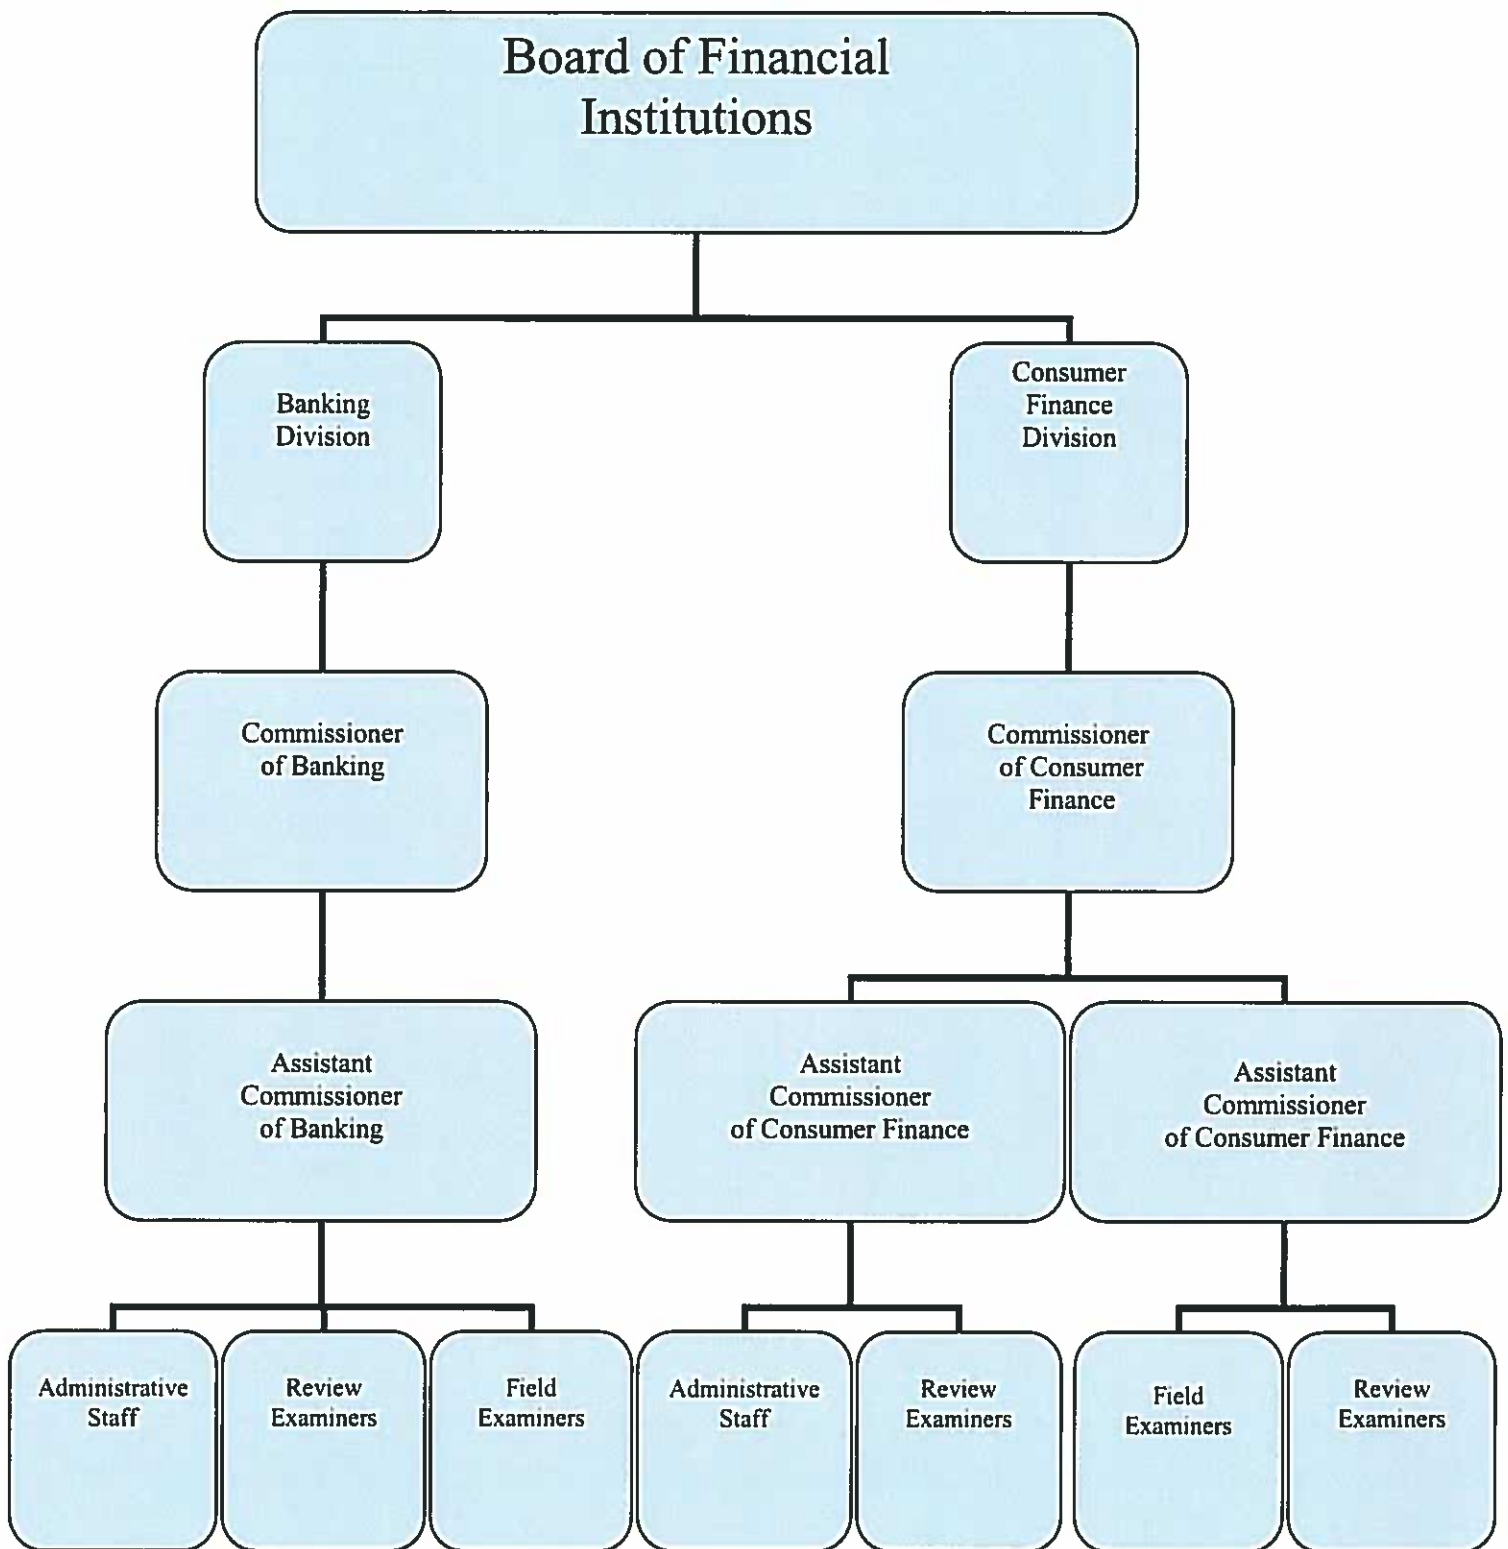 Board of Financial
Institutions
Banking
Division
Consumer
Finance
Division
Commissioner
of Banking
Commissioner
of Consumer
Finance
Assistant
Commissioner
of Banking
Assistant
Commissioner
of Consumer Finance
Assistant
Commissioner
of Consumer Finance
Administrative
Staff
Review
Examiners
Field
Examiners
Administrative
Staff
Review
Examiners
Field
Examiners
Review
Examiners